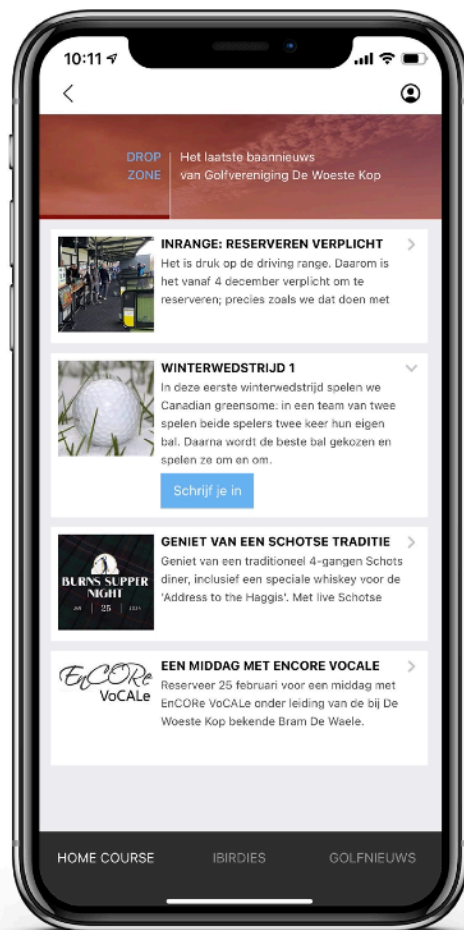 10:11
DROP
ZONE
Het laatste baannieuws
van Golfvereniging De Woeste Kop
INRANGE: RESERVEREN VERPLICHT
Het is druk op de driving range. Daarom is
het vanaf 4 december verplicht om te
reserveren; precies zoals we dat doen met
WINTERWEDSTRIJD 1
In deze eerste winterwedstrijd spelen we
Canadian greensome: in een team van twee
spelen beide spelers twee keer hun eigen
bal. Daarna wordt de beste bal gekozen en
spelen ze om en om.
Schrijf je in
BURNS SUPPER
NIGHT
25
GENIET VAN EEN SCHOTSE TRADITIE
Geniet van een traditioneel 4-gangen Schots
diner, inclusief een speciale whiskey voor de
'Address to the Haggis'. Met live Schotse
EnCORe
VoCALe
EEN MIDDAG MET ENCORE VOCALE
Reserveer 25 februari voor een middag met
EnCORe VoCALe onder leiding van de bij De
Woeste Kop bekende Bram De Waele.
HOME COURSE
IBIRDIES
GOLFNIEUWS